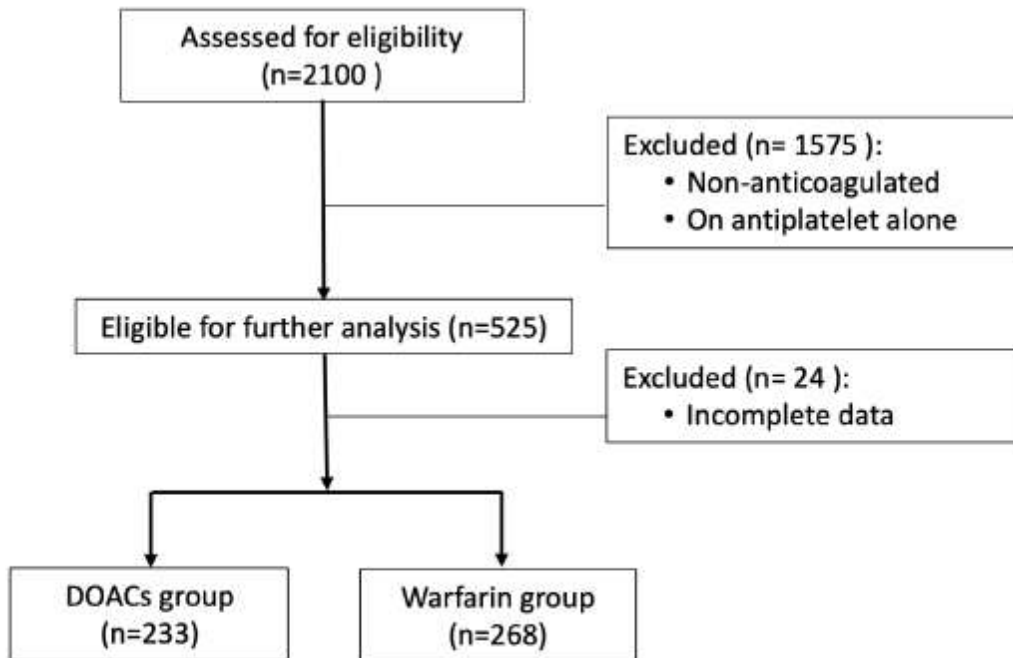 Assessed for eligibility
(n=2100 )
Excluded (n= 1575 ):
• Non-anticoagulated
• On antiplatelet alone
Eligible for further analysis (n=525)
Excluded (n= 24 ):
• Incomplete data
DOACs group
(n=233)
Warfarin group
(n=268)